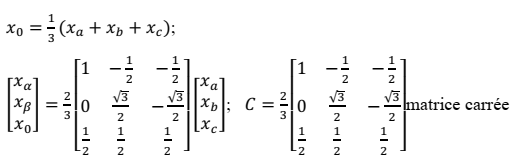 x₀ = 1/3 (xₐ + x_b + x_c);
[x_α; x_β; x₀] = 2/3 [1 −1/2 −1/2; 0 √3/2 −√3/2; 1/2 1/2 1/2] [xₐ; x_b; x_c]; C = 2/3 [1 −1/2 −1/2; 0 √3/2 −√3/2; 1/2 1/2 1/2] matrice carrée